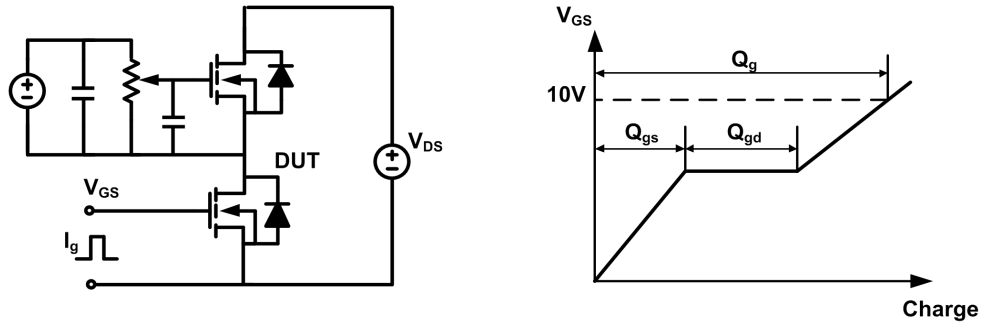 V_GS
I_g
DUT
V_DS
V_GS
10V
Q_g
Q_gs
Q_gd
Charge